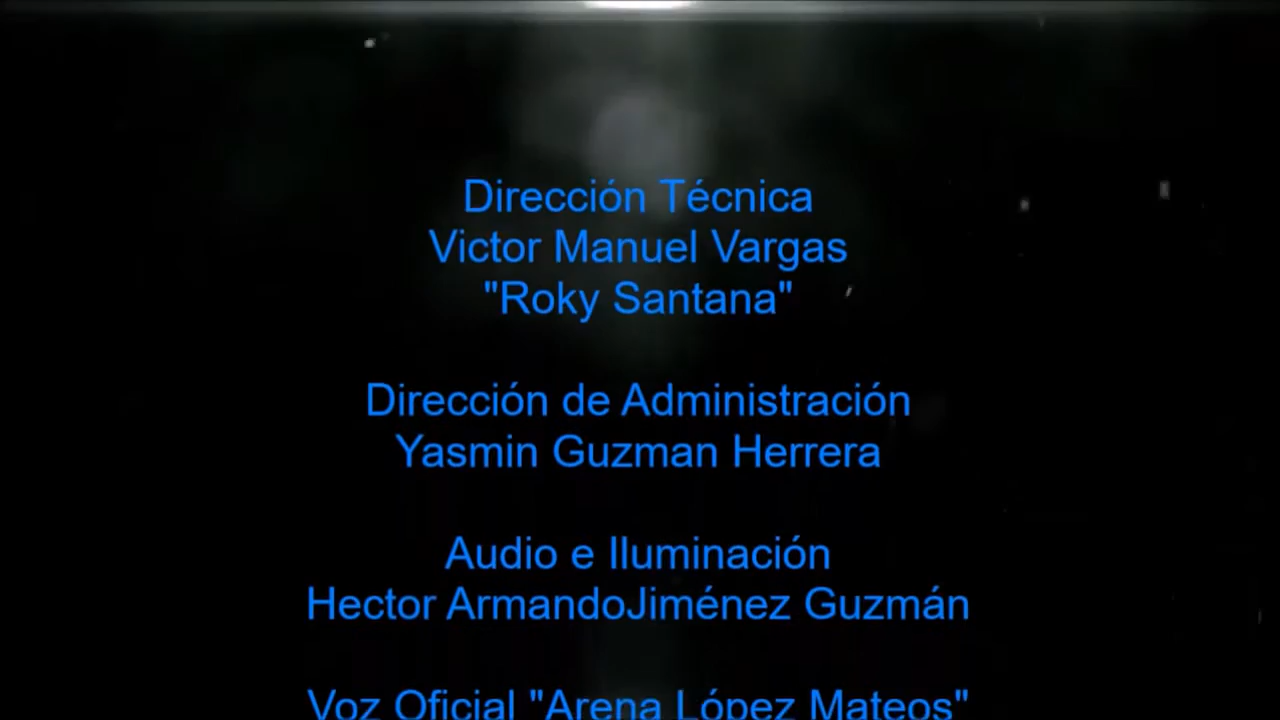 Dirección Técnica
Victor Manuel Vargas
"Roky Santana"
Dirección de Administración
Yasmin Guzman Herrera
Audio e Iluminación
Hector ArmandoJiménez Guzmán
Voz Oficial "Arena López Mateos"